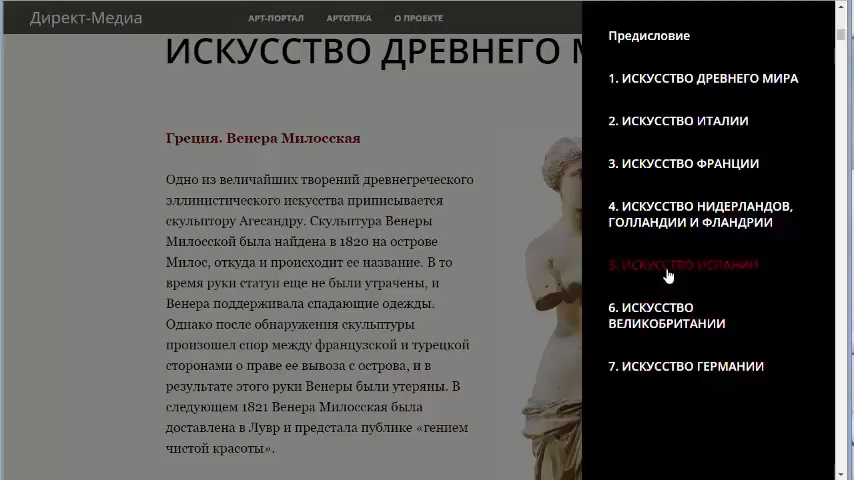 Директ-Медиа
АРТ-ПОРТАЛ
АРТОТЕКА
О ПРОЕКТЕ
ИСКУССТВО ДРЕВНЕГО М
Греция. Венера Милосская
Одно из величайших творений древнегреческого
эллинистического искусства приписывается
скульптору Агесандру. Скульптура Венеры
Милосской была найдена в 1820 на острове
Милос, откуда и происходит ее название. В то
время руки статуи еще не были утрачены, и
Венера поддерживала спадающие одежды.
Однако после обнаружения скульптуры
произошел спор между французской и турецкой
сторонами о праве ее вывоза с острова, и в
результате этого руки Венеры были утеряны. В
следующем 1821 Венера Милосская была
доставлена в Лувр и предстала публике «гением
чистой красоты».
Предисловие
1. ИСКУССТВО ДРЕВНЕГО МИРА
2. ИСКУССТВО ИТАЛИИ
3. ИСКУССТВО ФРАНЦИИ
4. ИСКУССТВО НИДЕРЛАНДОВ,
ГОЛЛАНДИИ И ФЛАНДРИИ
5. ИСКУССТВО ИСПАНИИ
6. ИСКУССТВО
ВЕЛИКОБРИТАНИИ
7. ИСКУССТВО ГЕРМАНИИ